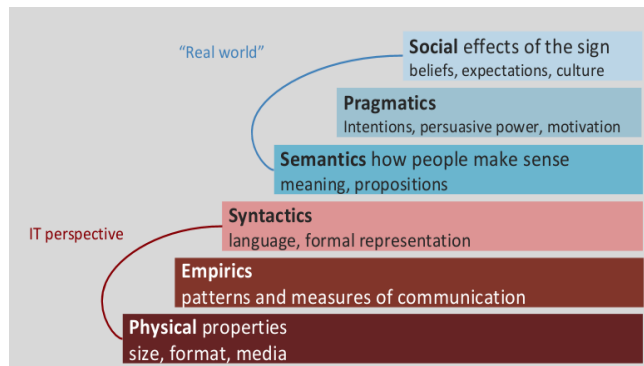 Social effects of the sign
beliefs, expectations, culture
“Real world”
Pragmatics
Intentions, persuasive power, motivation
Semantics how people make sense
meaning, propositions
Syntactics
language, formal representation
IT perspective
Empirics
patterns and measures of communication
Physical properties
size, format, media